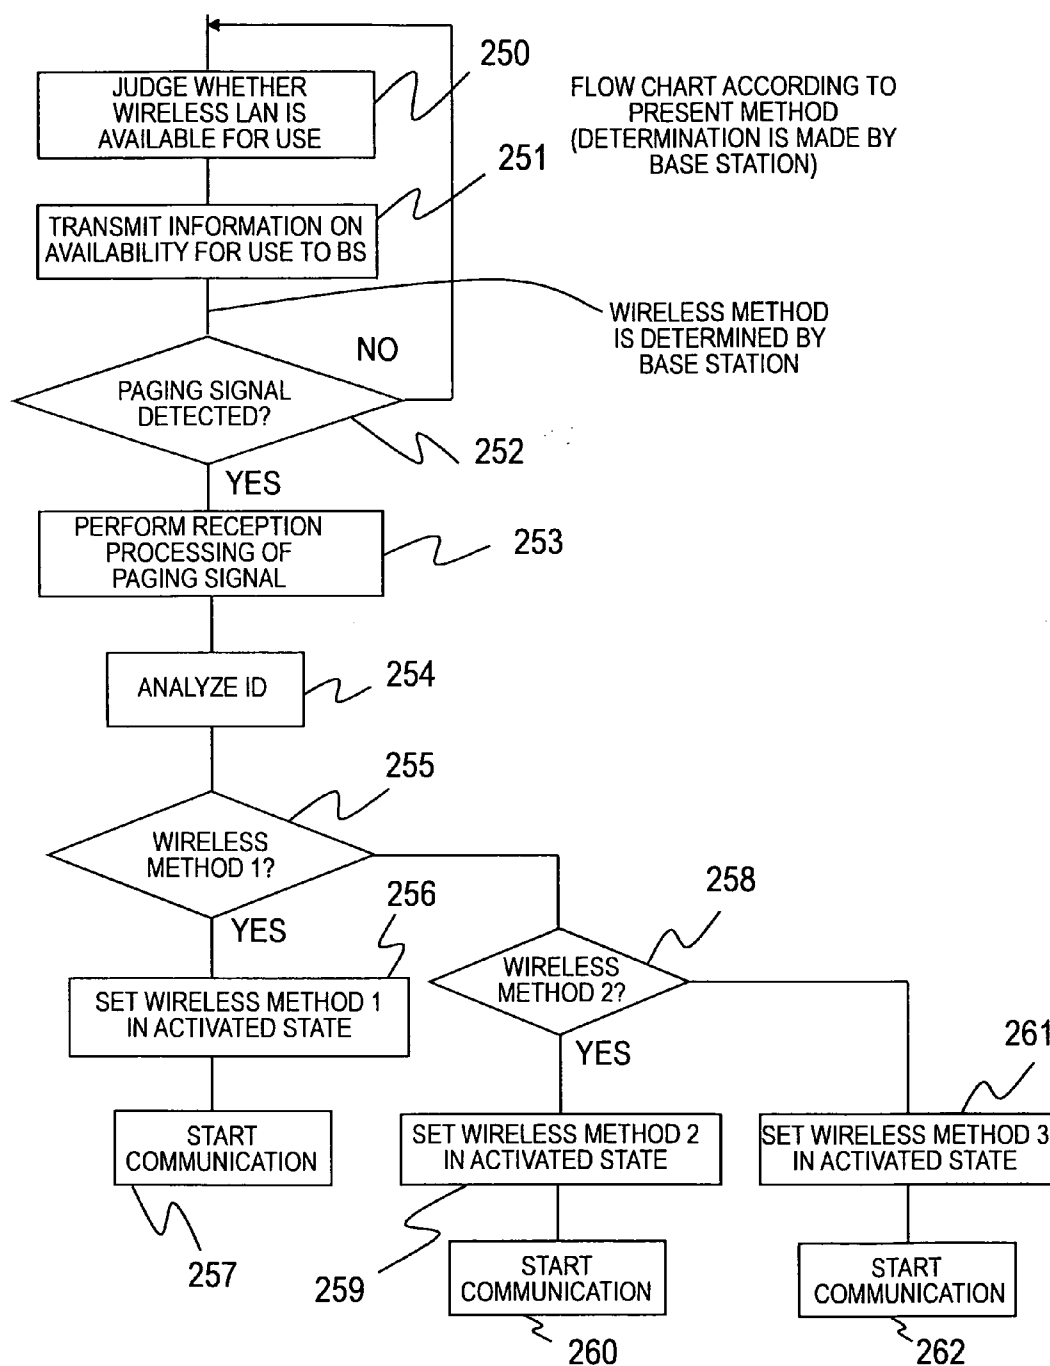 250
JUDGE WHETHER
WIRELESS LAN IS
AVAILABLE FOR USE
FLOW CHART ACCORDING TO
PRESENT METHOD
(DETERMINATION IS MADE BY
BASE STATION)
251
TRANSMIT INFORMATION ON
AVAILABILITY FOR USE TO BS
WIRELESS METHOD
IS DETERMINED BY
BASE STATION
NO
PAGING SIGNAL
DETECTED?
252
YES
PERFORM RECEPTION
PROCESSING OF
PAGING SIGNAL
253
ANALYZE ID
254
255
WIRELESS
METHOD 1?
YES
256
258
WIRELESS
METHOD 2?
SET WIRELESS METHOD 1
IN ACTIVATED STATE
YES
261
START
COMMUNICATION
SET WIRELESS METHOD 2
IN ACTIVATED STATE
SET WIRELESS METHOD 3
IN ACTIVATED STATE
257
259
START
COMMUNICATION
START
COMMUNICATION
260
262